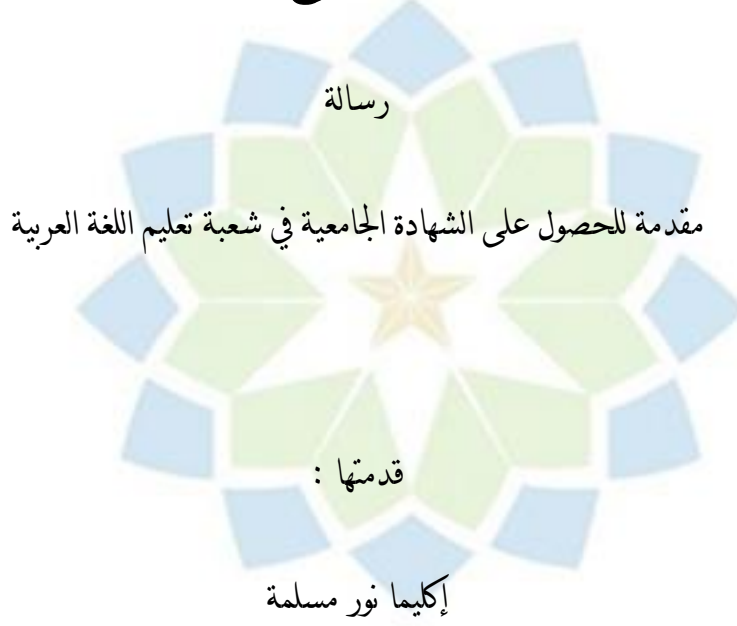 رسالة
مقدمة للحصول على الشهادة الجامعية في شعبة تعليم اللغة العربية
قدمتها :
إكليما نور مسلمة